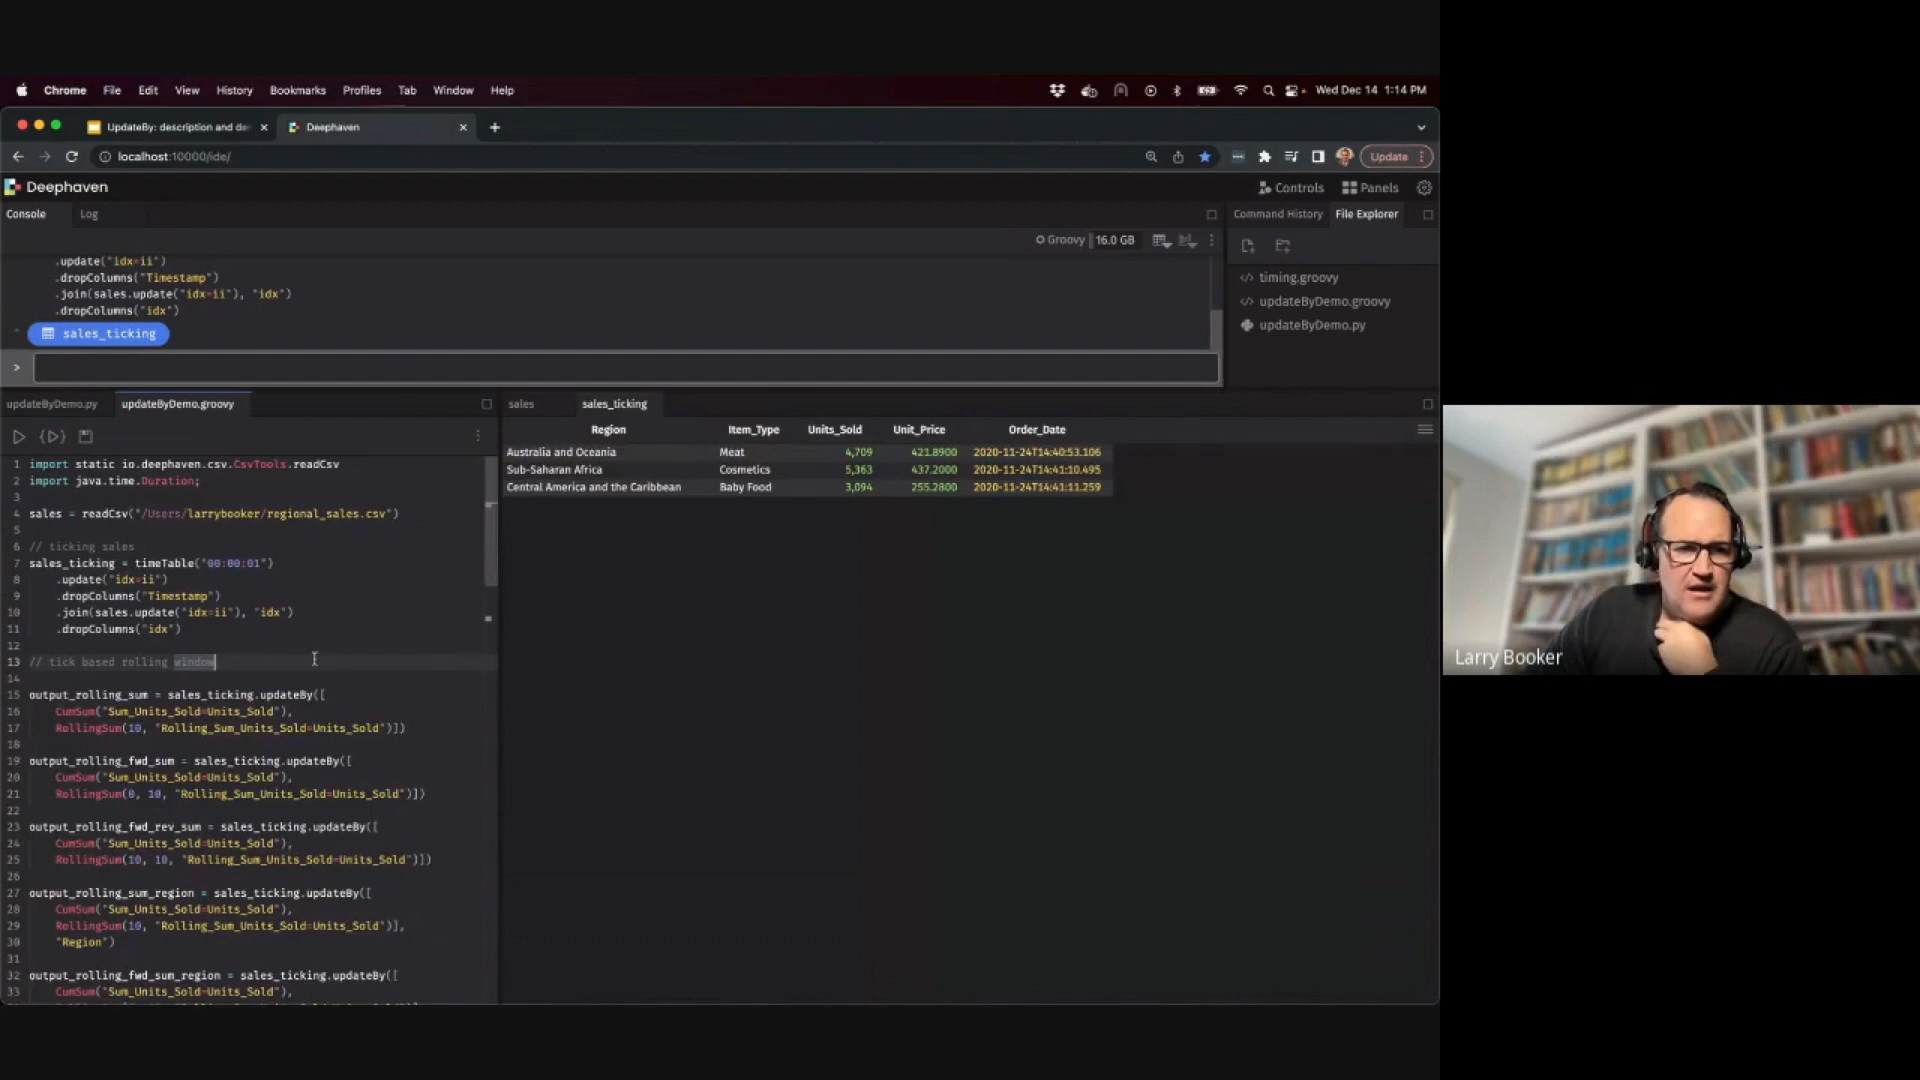 Chrome File Edit View History Bookmarks Profiles Tab Window Help Wed Dec 14 1:14 PM
UpdateBy: description and de
Deephaven
localhost:10000/ide/
Update
Deephaven
Controls Panels
Console Log
Command History File Explorer
Groovy 16.0 GB
.update("idx=ii")
.dropColumns("Timestamp")
.join(sales.update("idx=ii"), "idx")
.dropColumns("idx")
sales_ticking
>
timing.groovy
updateByDemo.groovy
updateByDemo.py
updateByDemo.py updateByDemo.groovy
1 import static io.deephaven.csv.CsvTools.readCsv
2 import java.time.Duration;
3
4 sales = readCsv("/Users/larrybooker/regional_sales.csv")
5
6 // ticking sales
7 sales_ticking = timeTable("00:00:01")
8 .update("idx=ii")
9 .dropColumns("Timestamp")
10 .join(sales.update("idx=ii"), "idx")
11 .dropColumns("idx")
12
13 // tick based rolling window
14
15 output_rolling_sum = sales_ticking.updateBy([
16 CumSum("Sum_Units_Sold=Units_Sold"),
17 RollingSum(10, "Rolling_Sum_Units_Sold=Units_Sold")])
18
19 output_rolling_fwd_sum = sales_ticking.updateBy([
20 CumSum("Sum_Units_Sold=Units_Sold"),
21 RollingSum(0, 10, "Rolling_Sum_Units_Sold=Units_Sold")])
22
23 output_rolling_fwd_rev_sum = sales_ticking.updateBy([
24 CumSum("Sum_Units_Sold=Units_Sold"),
25 RollingSum(10, 10, "Rolling_Sum_Units_Sold=Units_Sold")])
26
27 output_rolling_sum_region = sales_ticking.updateBy([
28 CumSum("Sum_Units_Sold=Units_Sold"),
29 RollingSum(10, "Rolling_Sum_Units_Sold=Units_Sold")],
30 "Region")
31
32 output_rolling_fwd_sum_region = sales_ticking.updateBy([
33 CumSum("Sum_Units_Sold=Units_Sold"),
sales sales_ticking
Region Item_Type Units_Sold Unit_Price Order_Date
Australia and Oceania Meat 4,709 421.8900 2020-11-24T14:40:53.106
Sub-Saharan Africa Cosmetics 5,363 437.2000 2020-11-24T14:41:10.495
Central America and the Caribbean Baby Food 3,094 255.2800 2020-11-24T14:41:11.259
Larry Booker